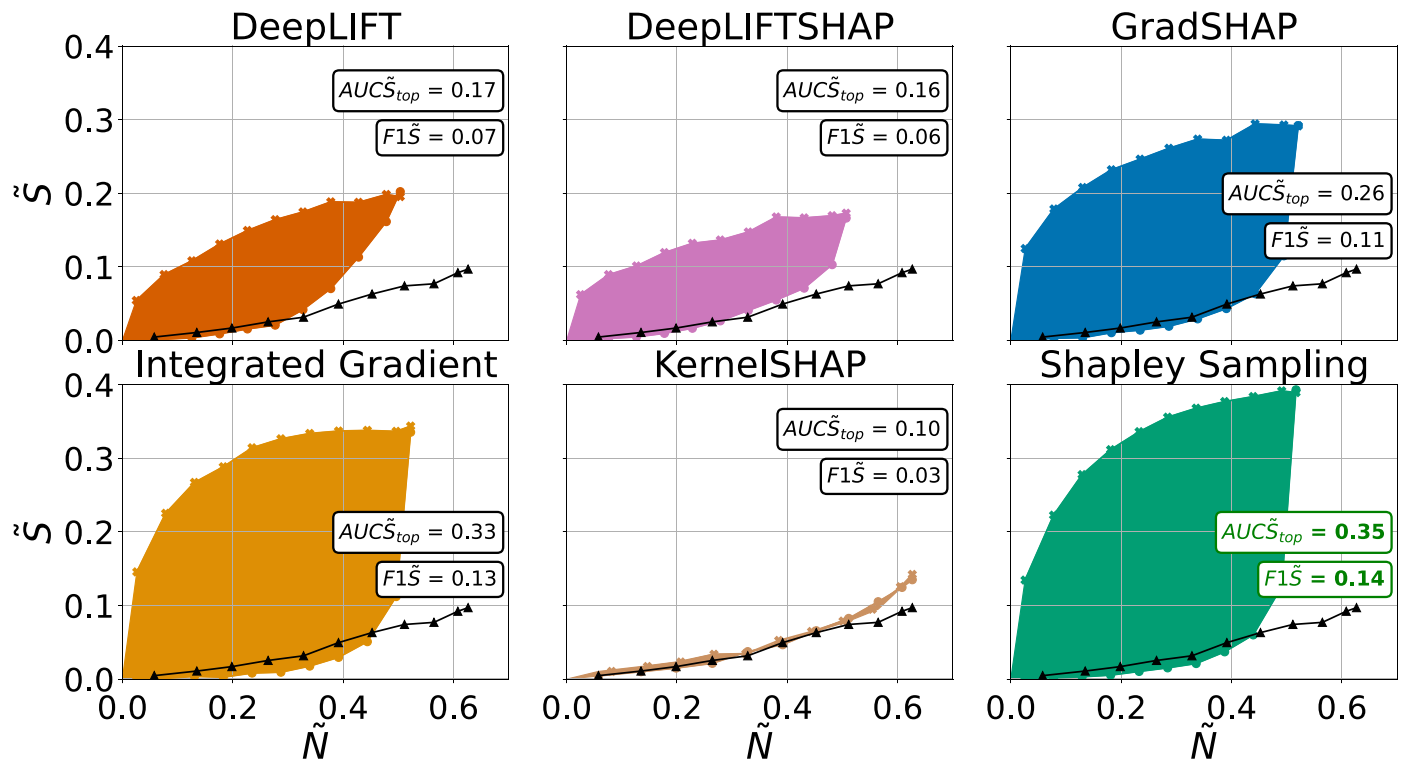 DeepLIFT DeepLIFTSHAP GradSHAP
0.4
AUCS̃top = 0.17 AUCS̃top = 0.16
0.3
F1S̃ = 0.07 F1S̃ = 0.06
S̃ 0.2
AUCS̃top = 0.26
F1S̃ = 0.11
0.1
0.0
Integrated Gradient KernelSHAP Shapley Sampling
0.4
AUCS̃top = 0.10
0.3
F1S̃ = 0.03
S̃ 0.2
AUCS̃top = 0.33 AUCS̃top = 0.35
F1S̃ = 0.13 F1S̃ = 0.14
0.1
0.0
0.0 0.2 0.4 0.6 0.0 0.2 0.4 0.6 0.0 0.2 0.4 0.6
Ñ Ñ Ñ